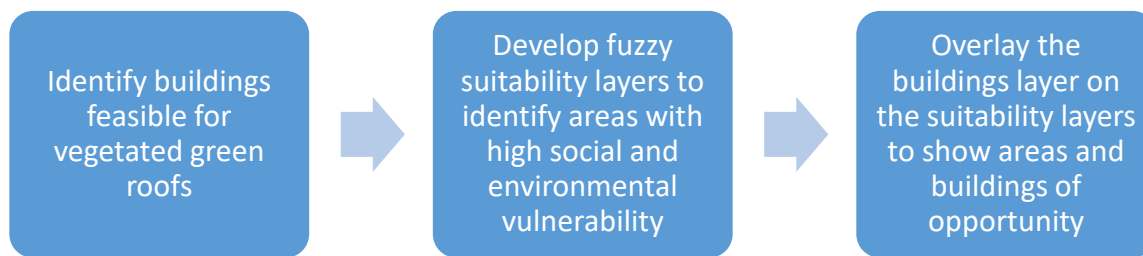 Identify buildings
feasible for
vegetated green
roofs
Develop fuzzy
suitability layers to
identify areas with
high social and
environmental
vulnerability
Overlay the
buildings layer on
the suitability layers
to show areas and
buildings of
opportunity